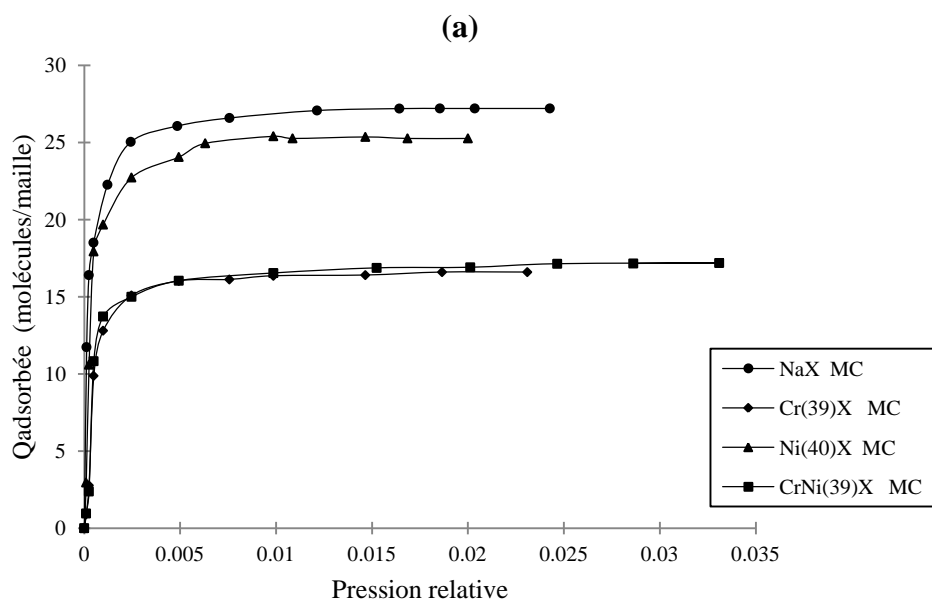 (a)
30
25
20
15
10
5
0
Qadsorbée (molécules/maille)
0 0.005 0.01 0.015 0.02 0.025 0.03 0.035
Pression relative
NaX MC
Cr(39)X MC
Ni(40)X MC
CrNi(39)X MC